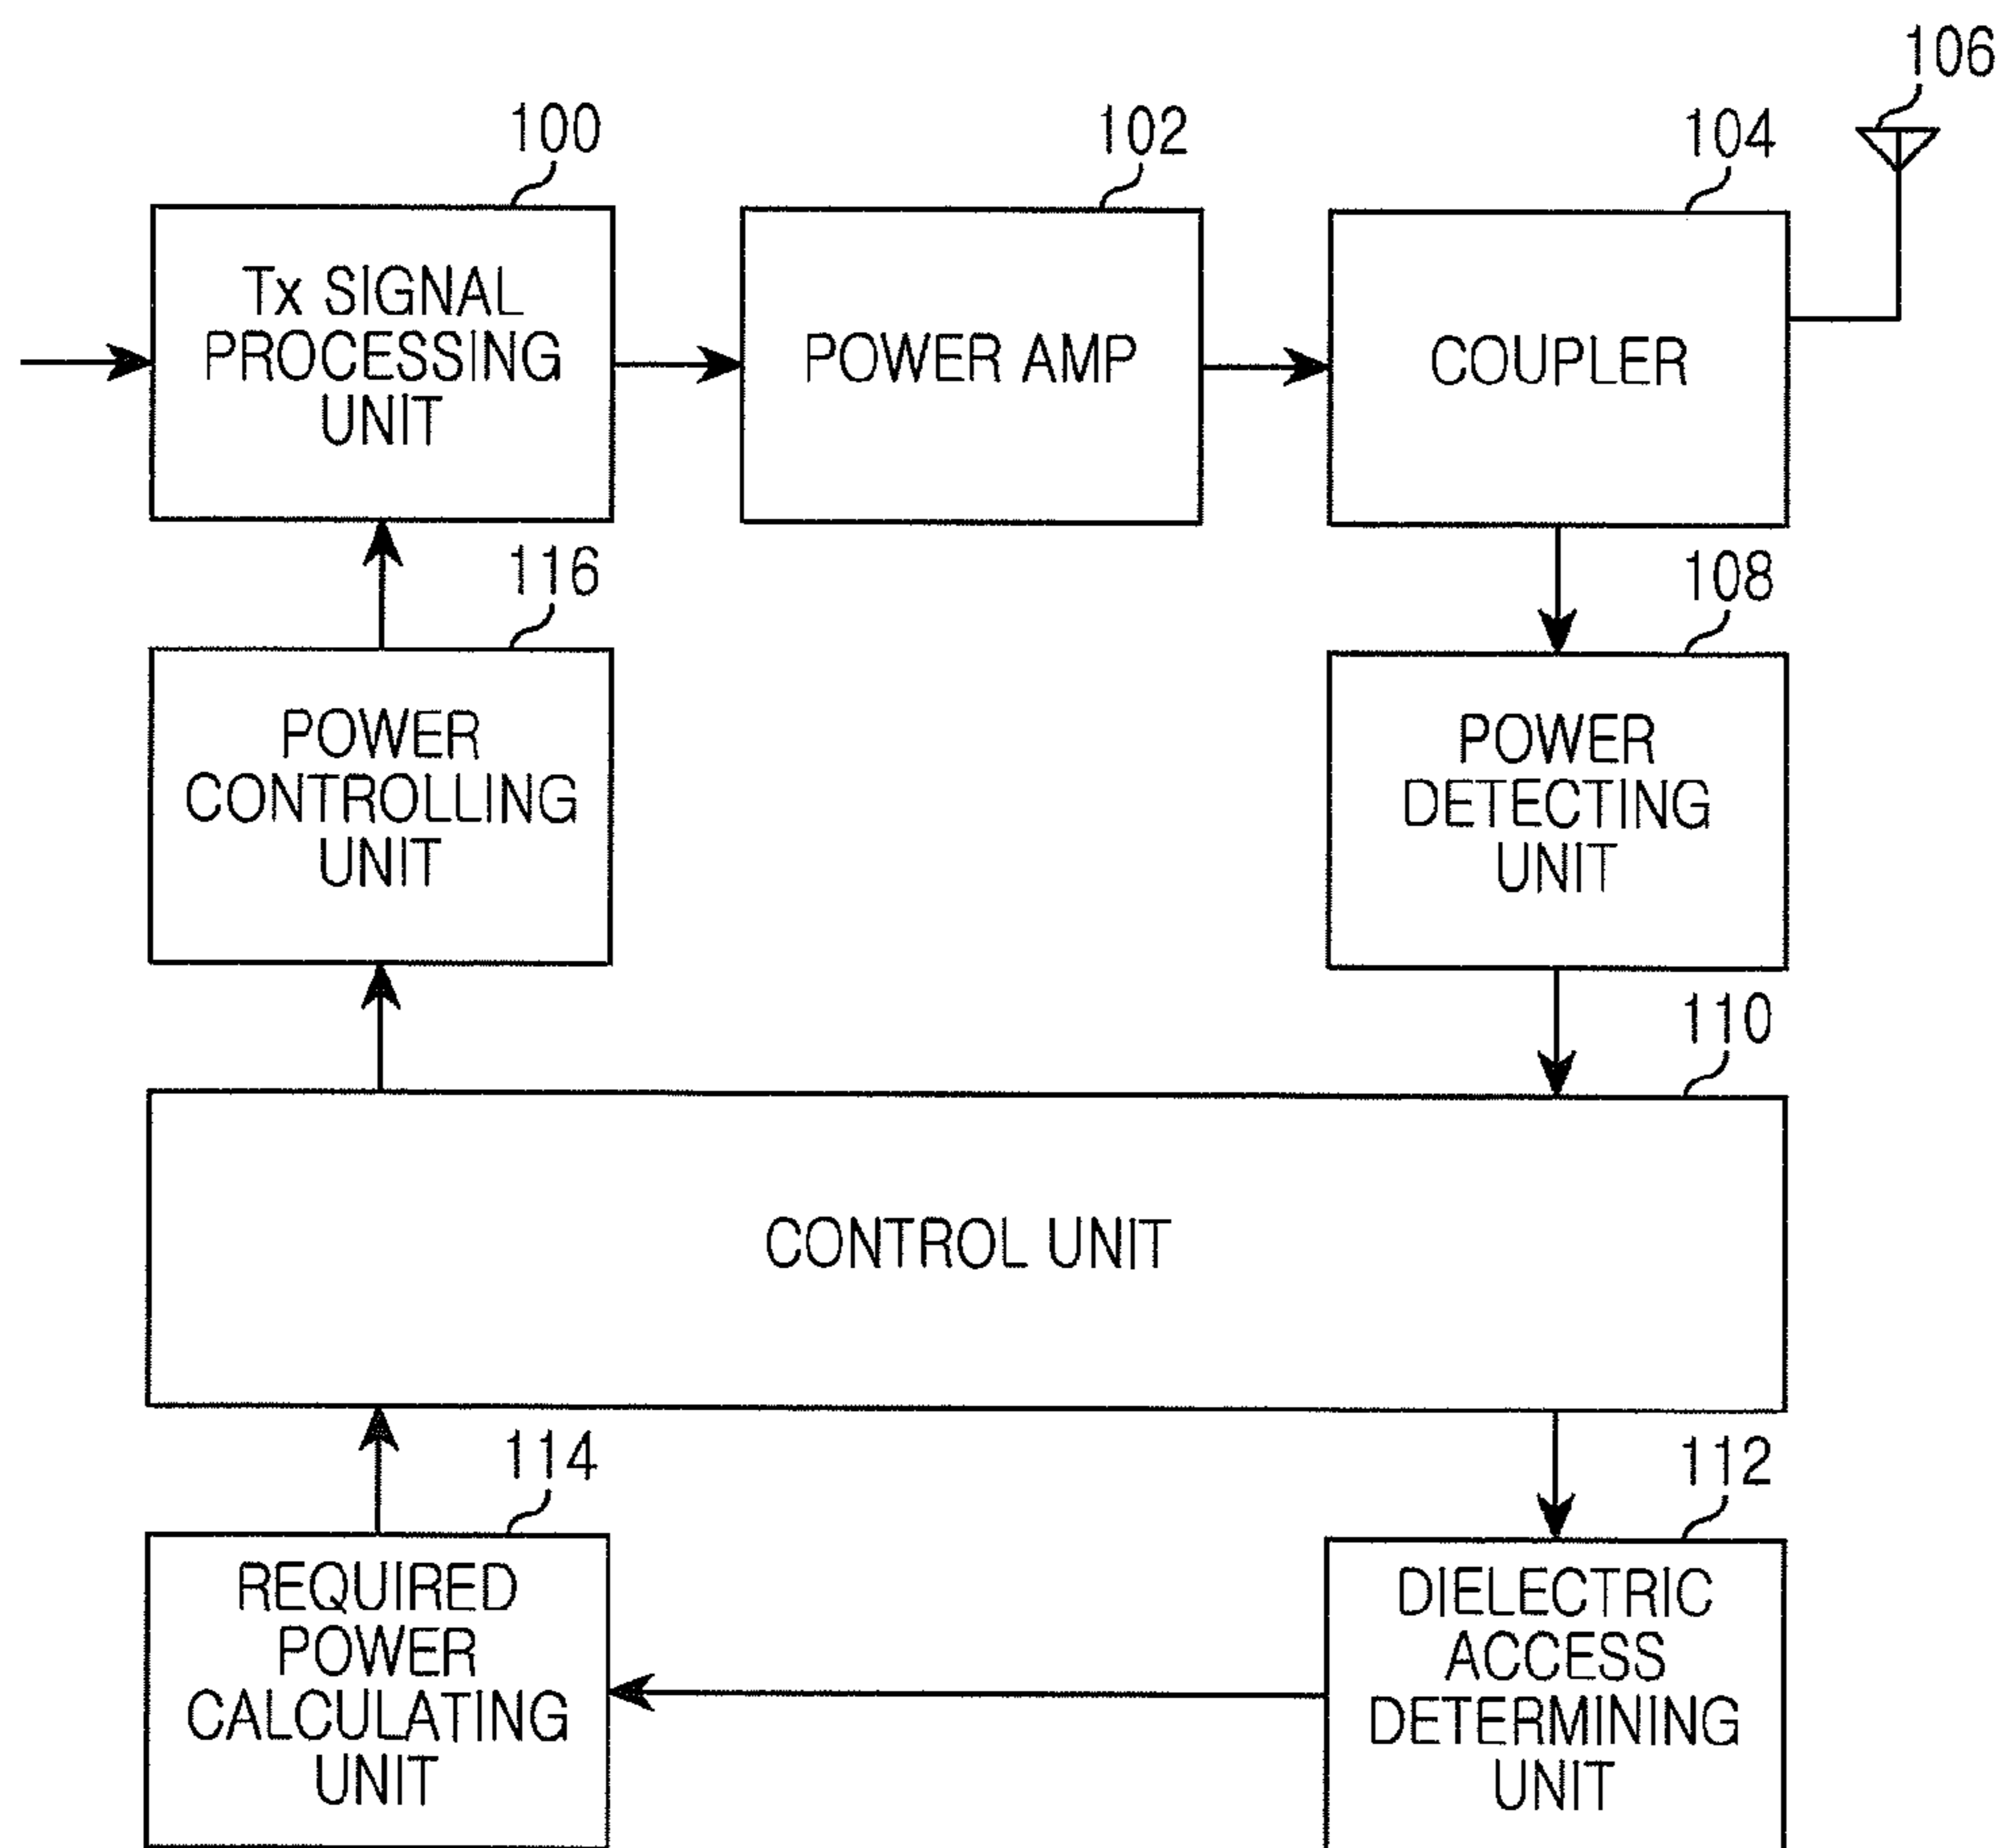 106
100
102
104
Tx SIGNAL
PROCESSING
UNIT
POWER AMP
COUPLER
116
108
POWER
CONTROLLING
UNIT
POWER
DETECTING
UNIT
110
CONTROL UNIT
114
112
REQUIRED
POWER
CALCULATING
UNIT
DIELECTRIC
ACCESS
DETERMINING
UNIT